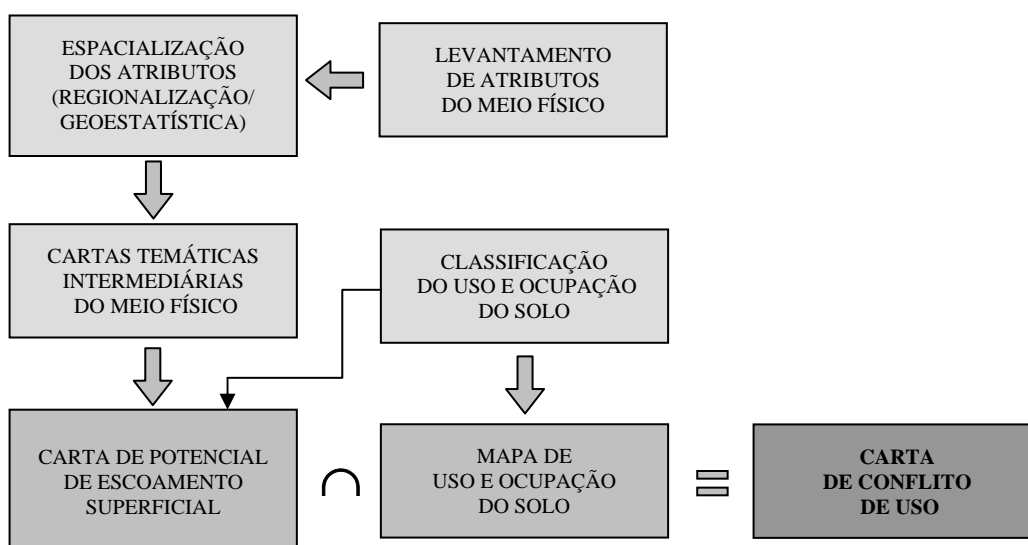 ESPACIALIZAÇÃO
DOS ATRIBUTOS
(REGIONALIZAÇÃO/
GEOESTATÍSTICA)
LEVANTAMENTO
DE ATRIBUTOS
DO MEIO FÍSICO
CARTAS TEMÁTICAS
INTERMEDIÁRIAS
DO MEIO FÍSICO
CLASSIFICAÇÃO
DO USO E OCUPAÇÃO
DO SOLO
CARTA DE POTENCIAL
DE ESCOAMENTO
SUPERFICIAL
∩
MAPA DE
USO E OCUPAÇÃO
DO SOLO
=
CARTA
DE CONFLITO
DE USO